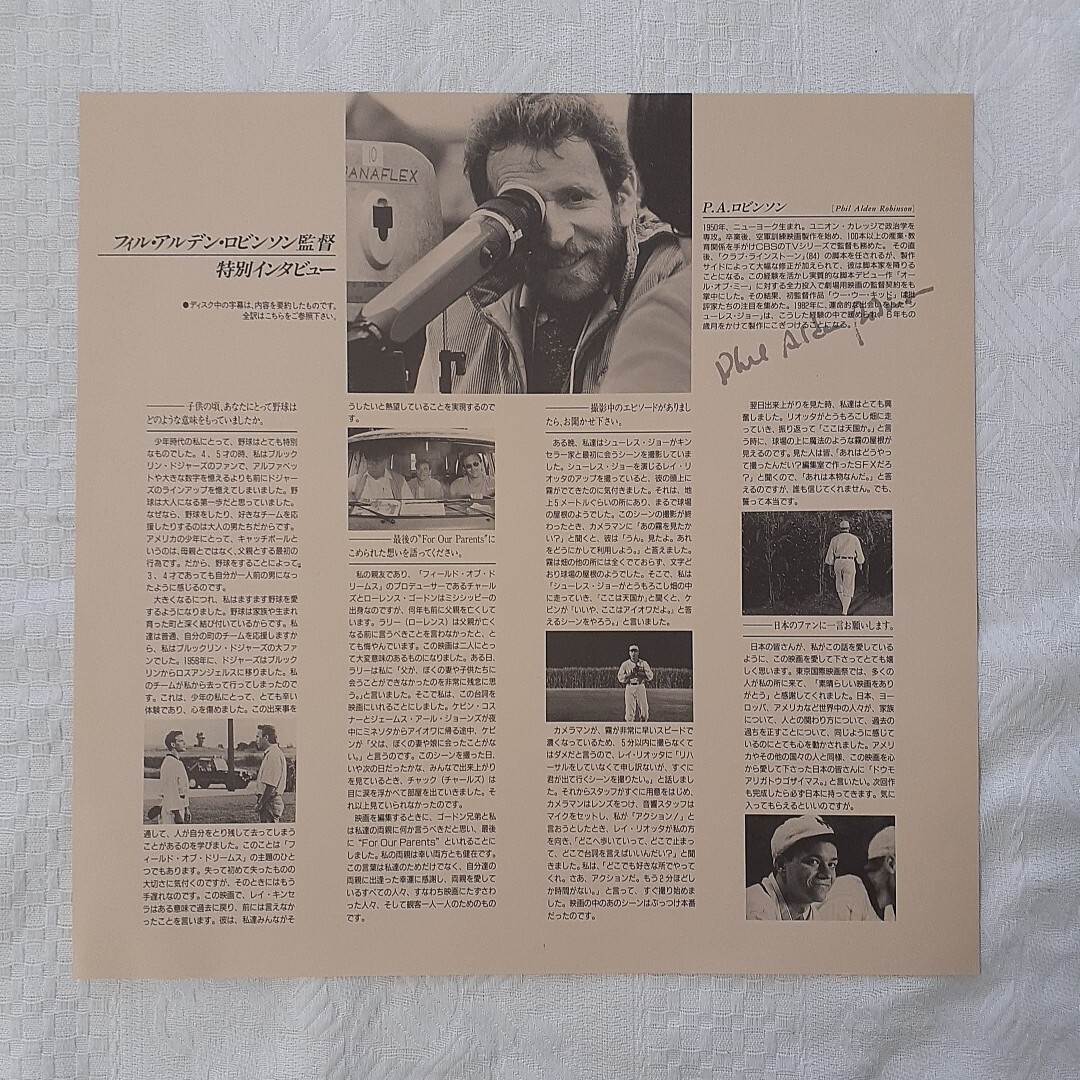 フィル・アルデン・ロビンソン監督
特別インタビュー
●ディスク中の字幕は、内容を要約したものです。
全訳はこちらをご参照下さい。
10
ANAFLEX
P.A.ロビンソン
[Phil Alden Robinson]
1950年、ニューヨーク生まれ。ユニオン・カレッジで政治学を
専攻。卒業後、空軍訓練映画製作を始め、100本以上の産業・教
育関係を手がけCBSのTVシリーズで監督も務めた。その直
後、「クラブ・ラインストーン」(84)の脚本を任されるが、製作
サイドによって大幅な修正が加えられて、彼は脚本家を降りる
ことになる。この経験を活かし実質的な脚本デビュー作「オー
ル・オブ・ミー」に対する全力投入で劇場用映画の監督契約をも
掌中にした。その結果、初監督作品「ウー・ウー・キッド」は批
評家たちの注目を集めた。1982年に、運命的な出会いをした「シ
ューレス・ジョー」は、こうした経験の中で暖められ、6年もの
歳月をかけて製作にこぎつけることになる。
Phil Alden
――子供の頃、あなたにとって野球は
どのような意味をもっていましたか。
少年時代の私にとって、野球はとても特別
なものでした。4、5才の時、私はブルック
リン・ドジャーズのファンで、アルファベッ
トや大きな数字を憶えるより前にドジャー
ズのラインアップを憶えてしまいました。野
球は大人になる第一歩だと思っていました。
なぜなら、野球をしたり、好きなチームを応
援したりするのは大人の男たちだからです。
アメリカの少年にとって、キャッチボールと
いうのは、母親とではなく、父親とする最初の
行為です。だから、野球をすることによって、
3、4才であっても自分が一人前の男になっ
たように感じるのです。
大きくなるにつれ、私はますます野球を愛
するようになりました。野球は家族や生まれ
育った町と深く結び付いているからです。私
達は普通、自分の町のチームを応援しますか
ら、私はブルックリン・ドジャーズの大ファ
ンでした。1958年に、ドジャーズはブルック
リンからロスアンジェルスに移りました。私
のチームが私から去って行ってしまったので
す。これは、少年の私にとって、とても辛い
体験であり、心を傷めました。この出来事を
通して、人が自分をとり残して去ってしまう
ことがあるのを学びました。このことは「フ
ィールド・オブ・ドリームス」の主題のひと
つでもあります。失って初めて失ったものの
大切さに気付くのですが、そのときにはもう
手遅れなのです。この映画で、レイ・キンセ
ラはある意味で過去に戻り、前には言えなか
ったことを言います。彼は、私達みんながそ
うしたいと熱望していることを実現するので
す。
――最後の"For Our Parents"に
こめられた想いを語ってください。
私の親友であり、「フィールド・オブ・ド
リームス」のプロデューサーであるチャール
ズとローレンス・ゴードンはミシシッピーの
出身なのですが、何年も前に父親を亡くして
います。ラリー(ローレンス)は父親が亡く
なる前に言うべきことを言わなかったと、と
ても悔やんでいます。この映画は二人にとっ
て大変意味のあるものになりました。ある日、
ラリーは私に「父が、ぼくの妻や子供たちに
会うことができなかったのを非常に残念に思
う。」と言いました。そこで私は、この台詞を
映画にいれることにしました。ケビン・コス
ナーとジェームス・アール・ジョーンズが夜
中にミネソタからアイオワに帰る途中、ケビ
ンが「父は、ぼくの妻や娘に会ったことがな
い。」と言うのです。このシーンを撮った日、
いや次の日だったかな、みんなで出来上がり
を見ているとき、チャック(チャールズ)は
目に涙を浮かべて部屋を出ていきました。そ
れ以上見ていられなかったのです。
映画を編集するときに、ゴードン兄弟と私
は私達の両親に何か言うべきだと思い、最後
に“For Our Parents”といれることに
しました。私の両親は幸い両方とも健在です。
この言葉は私達のためだけでなく、自分達の
両親に出逢った幸運に感謝し、両親を愛して
いるすべての人々、すなわち映画にたずさわ
った人々、そして観客一人一人のためのもの
です。
――撮影中のエピソードがありまし
たら、お聞かせ下さい。
ある晩、私達はシューレス・ジョーがキン
セラー家と最初に会うシーンを撮影していま
した。シューレス・ジョーを演じるレイ・リ
オッタのアップを撮っていると、彼の頭上に
霧がでてきたのに気付きました。それは、地
上5メートルぐらいの所にあり、まるで球場
の屋根のようでした。このシーンの撮影が終
わったとき、カメラマンに「あの霧を見たか
い?」と聞くと、彼は「うん。見たよ。あれ
をどうにかして利用しよう。」と答えました。
霧は畑の他の所には全くでておらず、文字ど
おり球場の屋根のようでした。そこで、私は
「シューレス・ジョーがとうもろこし畑の中
に走っていき、「ここは天国か。」と聞くと、ケ
ビンが「いいや、ここはアイオワだよ。」と答
えるシーンをやろう。」と言いました。
カメラマンが、霧が非常に早いスピードで
濃くなっているため、5分以内に撮らなくて
はダメだと言うので、レイ・リオッタに「リハ
ーサルをしていなくて申し訳ないが、すぐに
君が出て行くシーンを撮りたい。」と話しまし
た。それからスタッフがすぐに用意をはじめ、
カメラマンはレンズをつけ、音響スタッフは
マイクをセットし、私が「アクション!」と
言おうとしたとき、レイ・リオッタが私の方
を向き、「どこへ歩いていって、どこで止まっ
て、どこで台詞を言えばいいんだい?」と聞
きました。私は、「どこでも好きな所でやって
くれ。さあ、アクションだ。もう2分ほどし
か時間がない。」と言って、すぐ撮り始めま
した。映画の中のあのシーンはぶっつけ本番
だったのです。
翌日出来上がりを見た時、私達はとても興
奮しました。リオッタがとうもろこし畑に走
っていき、振り返って「ここは天国か。」と言
う時に、球場の上に魔法のような霧の屋根が
見えるのです。見た人は皆、「あれはどうやっ
て撮ったんだい?編集室で作ったSFXだろ
?」と聞くので、「あれは本物なんだ。」と答
えるのですが、誰も信じてくれません。でも、
誓って本当です。
――日本のファンに一言お願いします。
日本の皆さんが、私がこの話を愛している
ように、この映画を愛して下さってとても嬉
しく思います。東京国際映画祭では、多くの
人が私の所に来て、「素晴らしい映画をあり
がとう」と感謝してくれました。日本、ヨー
ロッパ、アメリカなど世界中の人々が、家族
について、人との関わり方について、過去の
過ちを正すことについて、同じように感じて
いるのにとても心を動かされました。アメリ
カやその他の国々の人と同様、この映画を心
から愛して下さった日本の皆さんに「ドウモ
アリガトウゴザイマス。」と言いたい。次回作
も完成したら必ず日本に持ってきます。気に
入ってもらえるといいのですが。